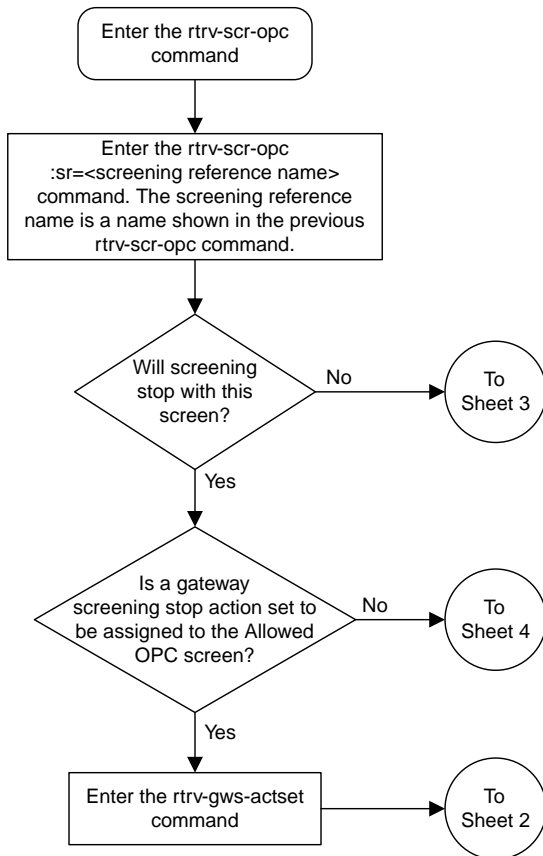 Enter the rtrv-scr-opc
command
Enter the rtrv-scr-opc
:sr=<screening reference name>
command. The screening reference
name is a name shown in the previous
rtrv-scr-opc command.
Will screening
stop with this
screen?
No
To
Sheet 3
Yes
Is a gateway
screening stop action set to
be assigned to the Allowed
OPC screen?
No
To
Sheet 4
Yes
Enter the rtrv-gws-actset
command
To
Sheet 2